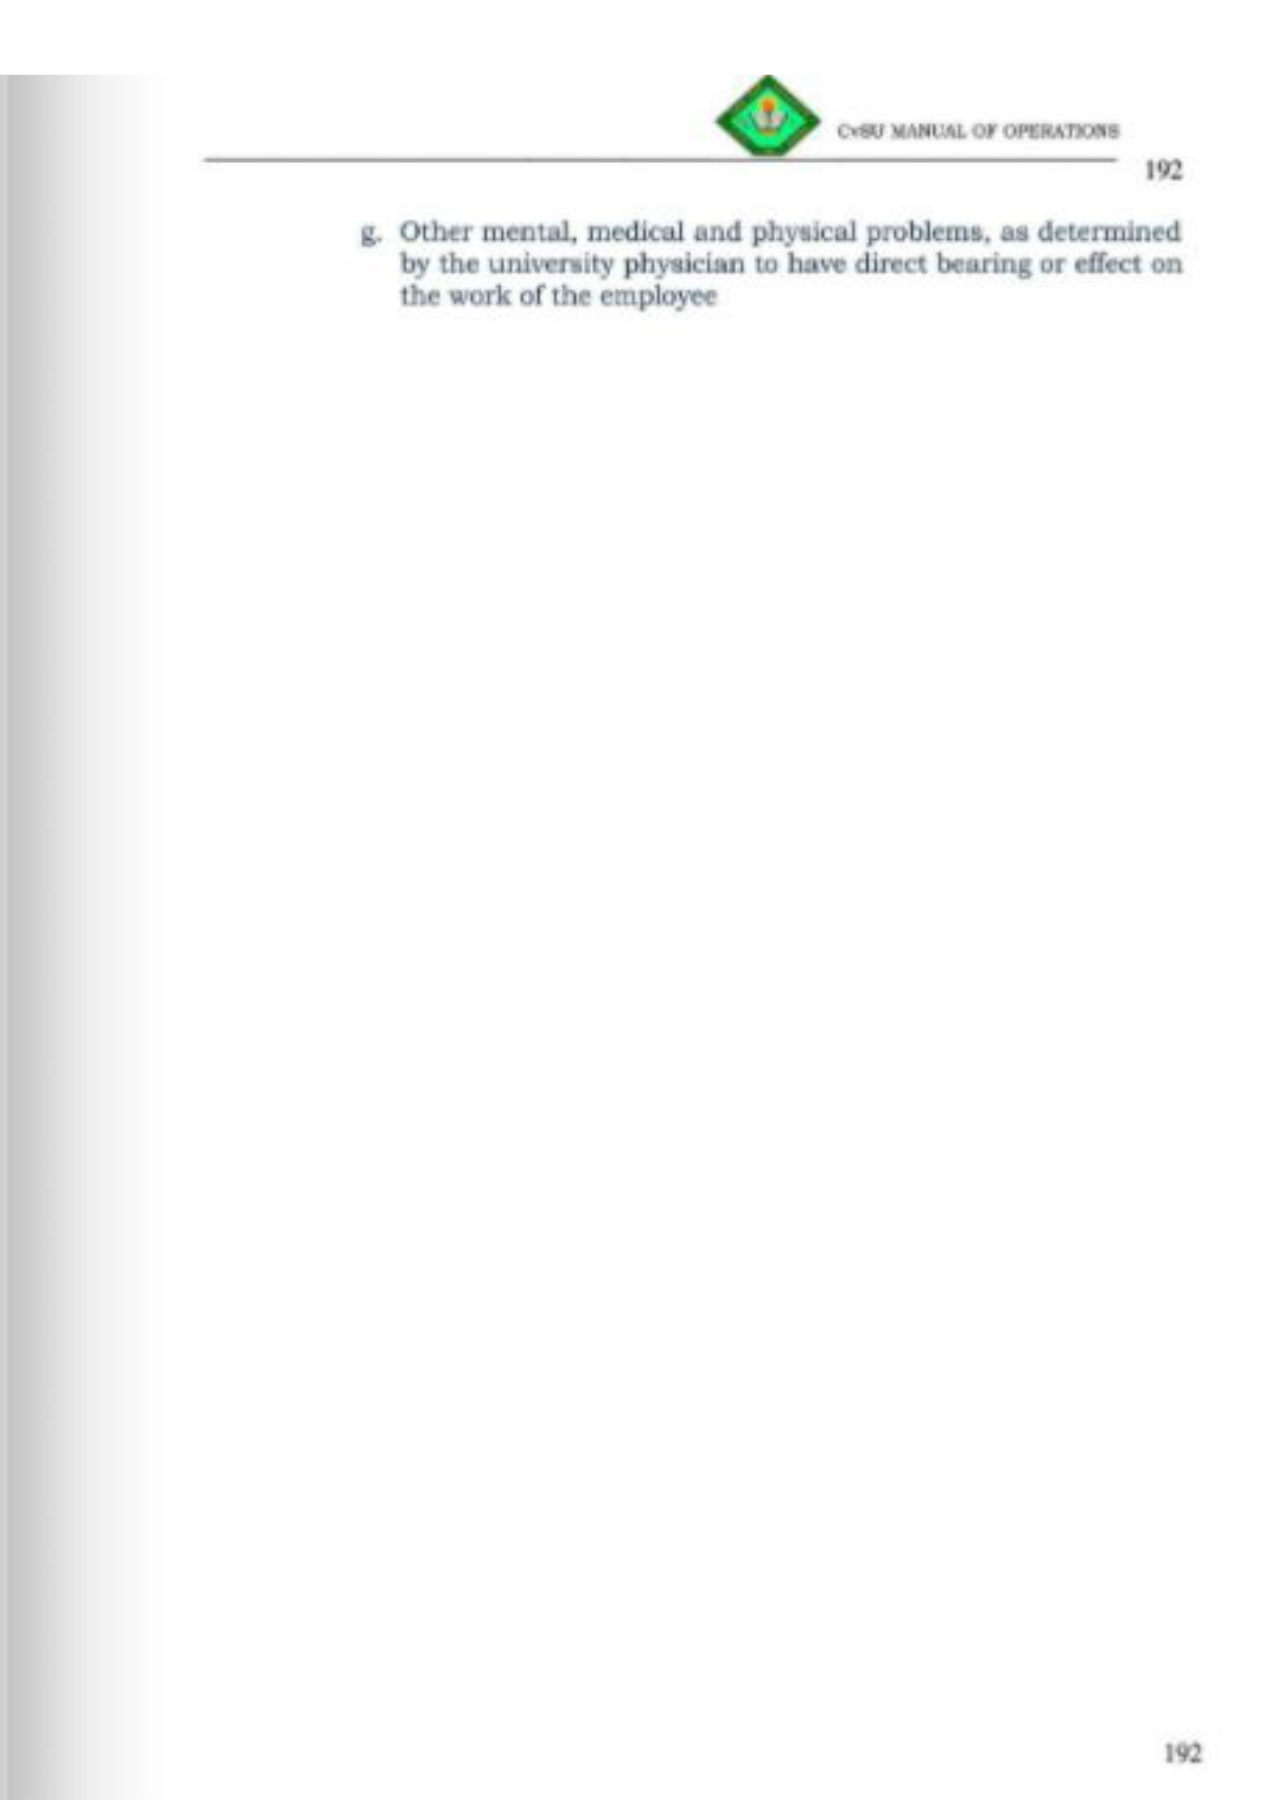 CvSU MANUAL OF OPERATIONS
192
g. Other mental, medical and physical problems, as determined
by the university physician to have direct bearing or effect on
the work of the employee
192